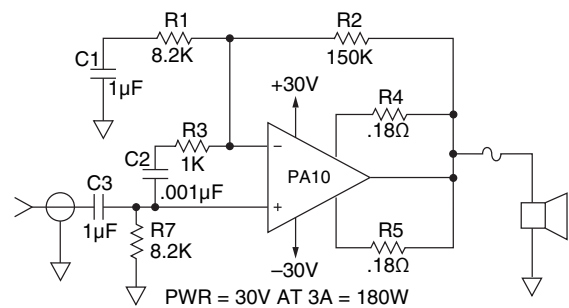 R1
8.2K
R2
150K
C1
1µF
+30V
R4
.18Ω
R3
1K
C2
.001µF
–
PA10
+
C3
1µF
R7
8.2K
R5
.18Ω
–30V
PWR = 30V AT 3A = 180W